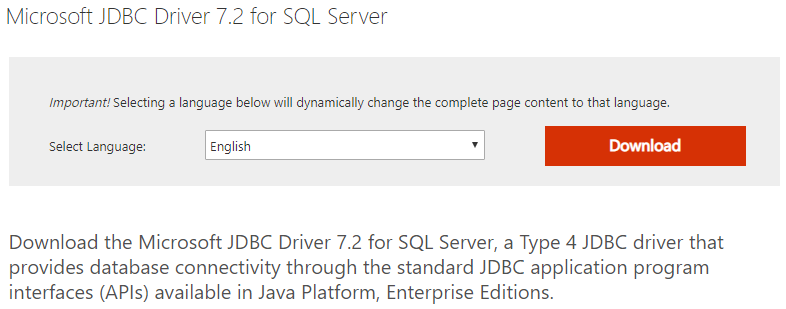 Microsoft JDBC Driver 7.2 for SQL Server
Important! Selecting a language below will dynamically change the complete page content to that language.
Select Language: English Download
Download the Microsoft JDBC Driver 7.2 for SQL Server, a Type 4 JDBC driver that
provides database connectivity through the standard JDBC application program
interfaces (APIs) available in Java Platform, Enterprise Editions.